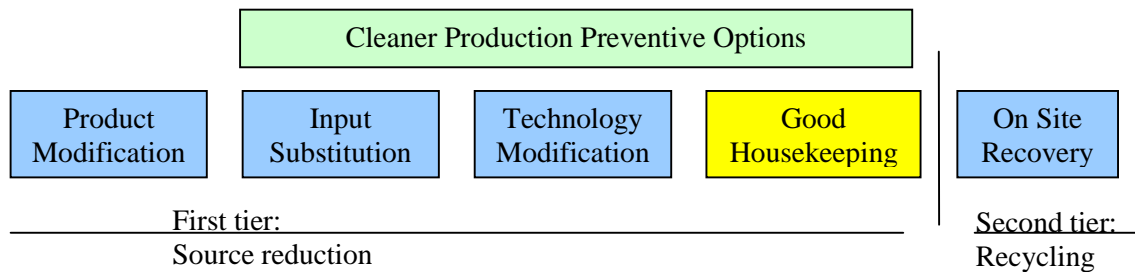 Cleaner Production Preventive Options
Product
Modification
Input
Substitution
Technology
Modification
Good
Housekeeping
On Site
Recovery
First tier:
Source reduction
Second tier:
Recycling